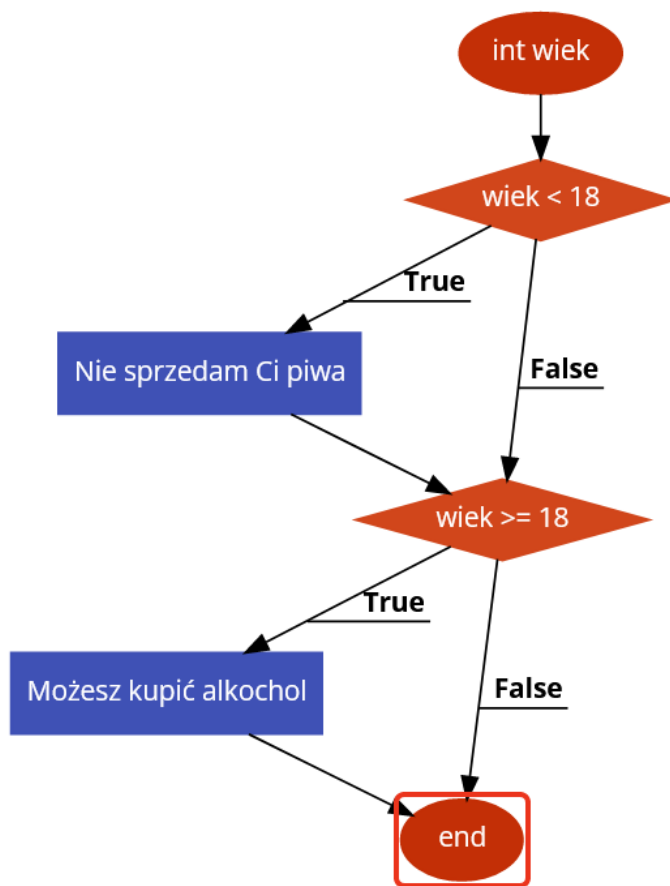 int wiek
wiek < 18
True
False
Nie sprzedam Ci piwa
wiek >= 18
True
False
Możesz kupić alkochol
end